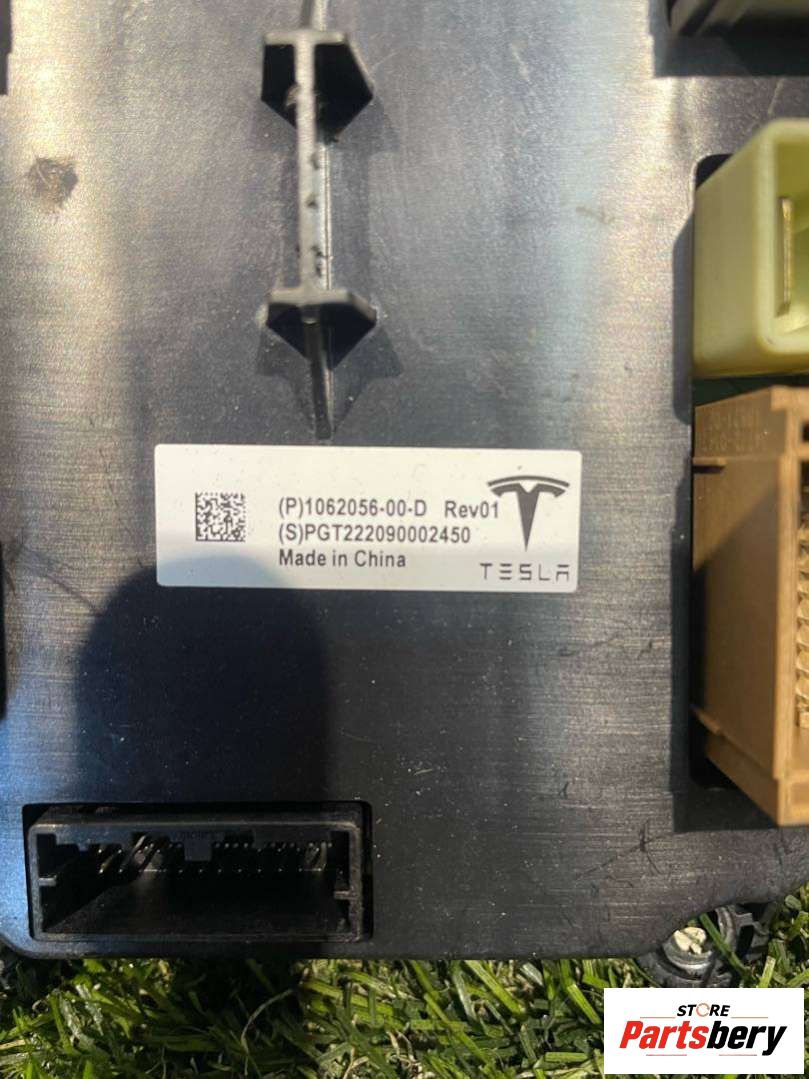 (P)1062056-00-D Rev01
(S)PGT222090002450
Made in China
TESLA
STORE
Partsbery